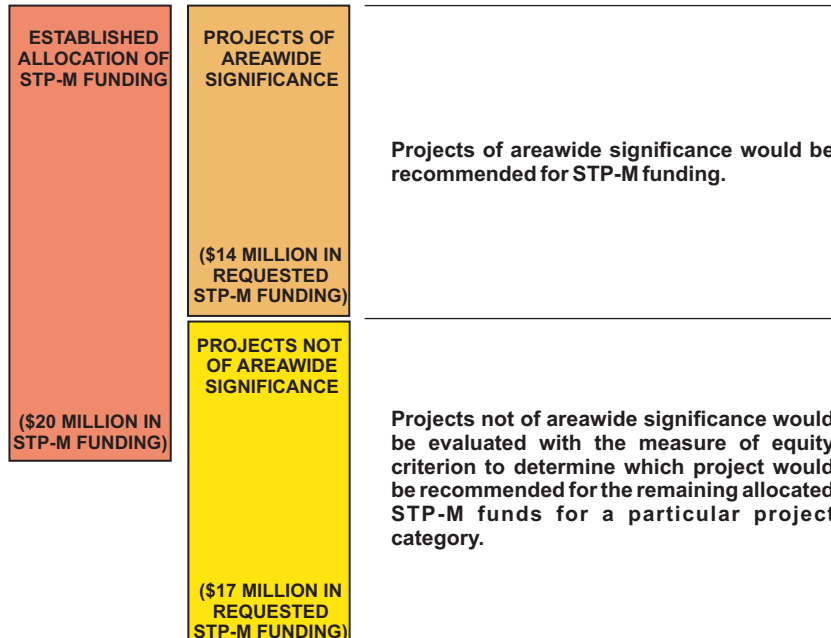 ESTABLISHED
ALLOCATION OF
STP-M FUNDING
($20 MILLION IN
STP-M FUNDING)
PROJECTS OF
AREAWIDE
SIGNIFICANCE
($14 MILLION IN
REQUESTED
STP-M FUNDING)
Projects of areawide significance would be
recommended for STP-M funding.
PROJECTS NOT
OF AREAWIDE
SIGNIFICANCE
($17 MILLION IN
REQUESTED
STP-M FUNDING)
Projects not of areawide significance would
be evaluated with the measure of equity
criterion to determine which project would
be recommended for the remaining allocated
STP-M funds for a particular project
category.